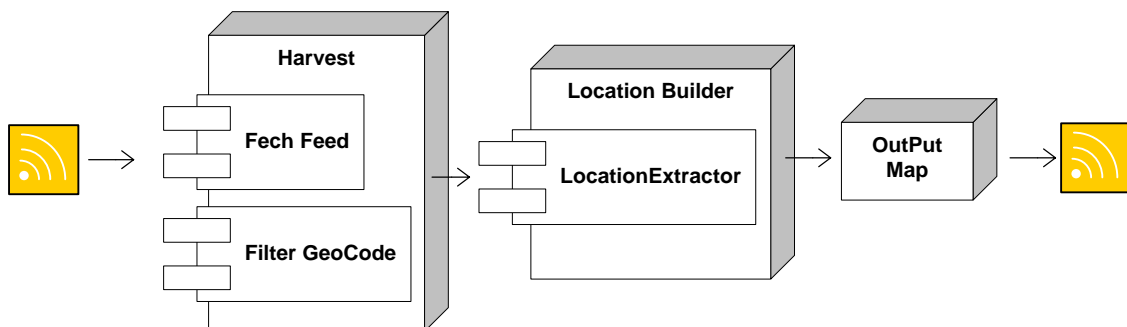 Harvest
Fech Feed
Filter GeoCode
Location Builder
LocationExtractor
OutPut
Map